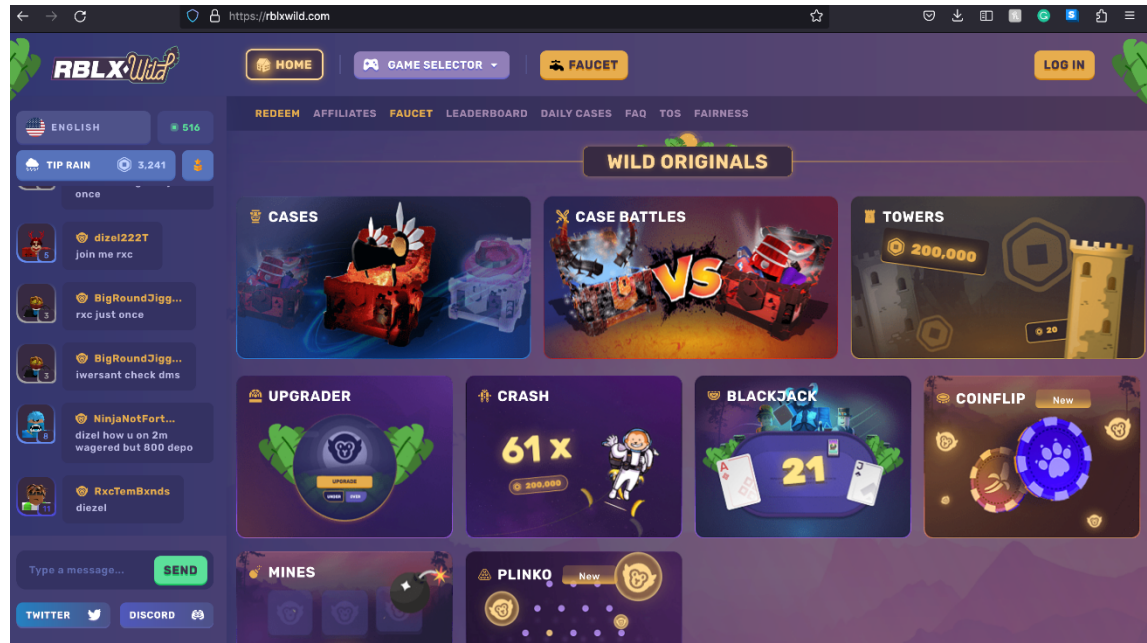 https://rblxwild.com
RBLX Wild
HOME
GAME SELECTOR
FAUCET
LOG IN
REDEEM AFFILIATES FAUCET LEADERBOARD DAILY CASES FAQ TOS FAIRNESS
ENGLISH
516
TIP RAIN
3,241
once
dizel222T
5
join me rxc
BigRoundJigg...
3
rxc just once
BigRoundJigg...
3
iwersant check dms
NinjaNotFort...
8
dizel how u on 2m
wagered but 800 depo
RxcTemBxnds
11
diezel
Type a message...
SEND
TWITTER
DISCORD
WILD ORIGINALS
CASES
CASE BATTLES
VS
TOWERS
200,000
20
UPGRADER
UPGRADE
UNDER
OVER
CRASH
61 x
200,000
BLACKJACK
A
21
J
COINFLIP
New
MINES
PLINKO
New